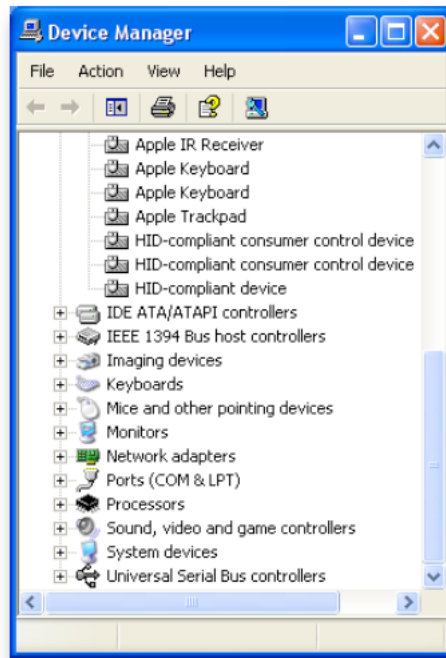 Device Manager
File Action View Help
Apple IR Receiver
Apple Keyboard
Apple Keyboard
Apple Trackpad
HID-compliant consumer control device
HID-compliant consumer control device
HID-compliant device
IDE ATA/ATAPI controllers
IEEE 1394 Bus host controllers
Imaging devices
Keyboards
Mice and other pointing devices
Monitors
Network adapters
Ports (COM & LPT)
Processors
Sound, video and game controllers
System devices
Universal Serial Bus controllers